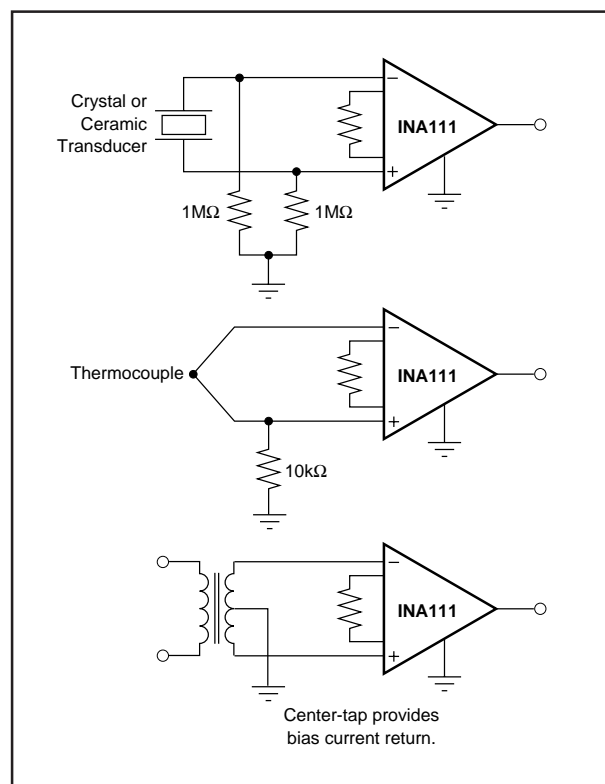 Crystal or
Ceramic
Transducer
−
INA111
+
1MΩ
1MΩ
Thermocouple
−
INA111
+
10kΩ
−
INA111
+
Center-tap provides
bias current return.